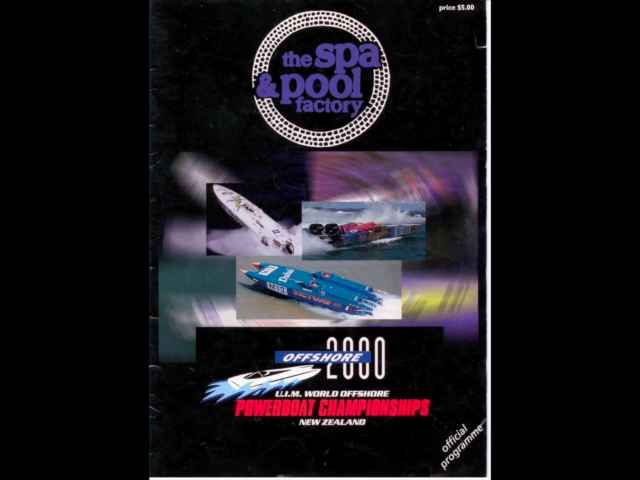 price $5.00
the spa
& pool
factory
OFFSHORE 2000
U.I.M. WORLD OFFSHORE
POWERBOAT CHAMPIONSHIPS
NEW ZEALAND
official
programme